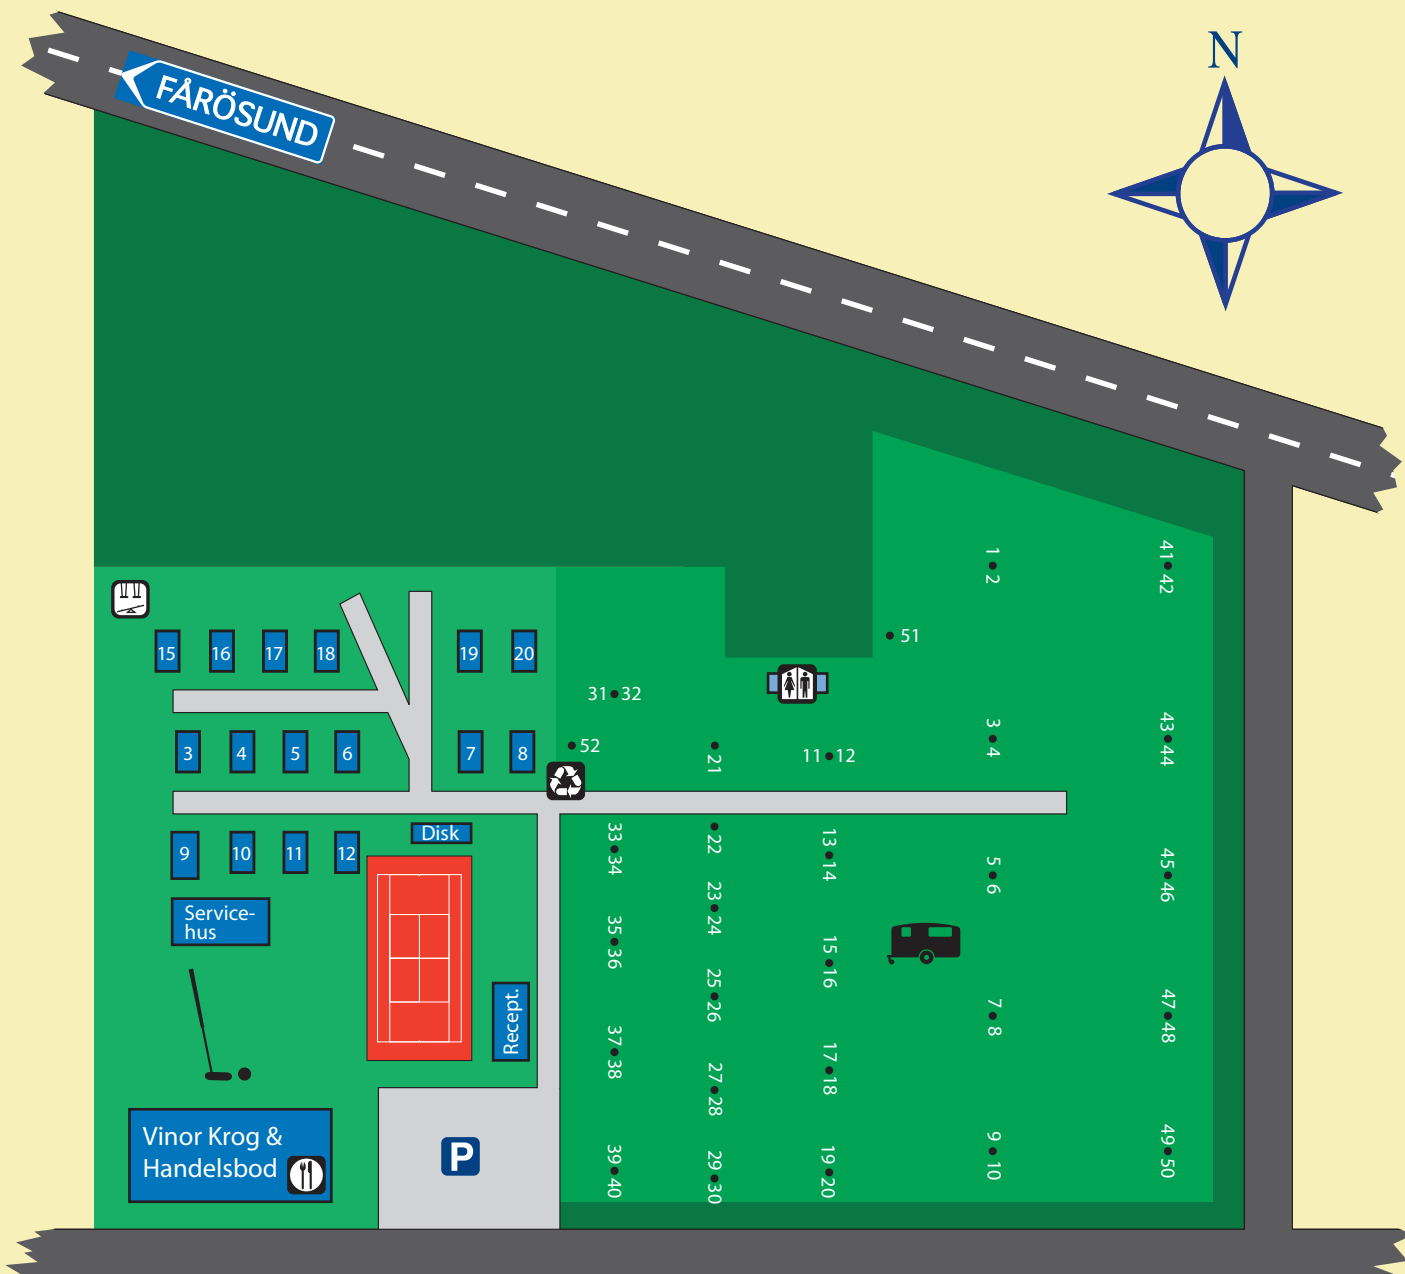 N
FÅRÖSUND
1 2
41 42
51
15 16 17 18 19 20
31 32
3 4 5 6 7 8
52
21
11 12
3 4
43 44
Disk
9 10 11 12
33 34
22
13 14
5 6
45 46
23 24
Service-
hus
35 36
15 16
25 26
Recept.
7 8
47 48
37 38
17 18
27 28
Vinor Krog &
Handelsbod
P
39 40
29 30
19 20
9 10
49 50